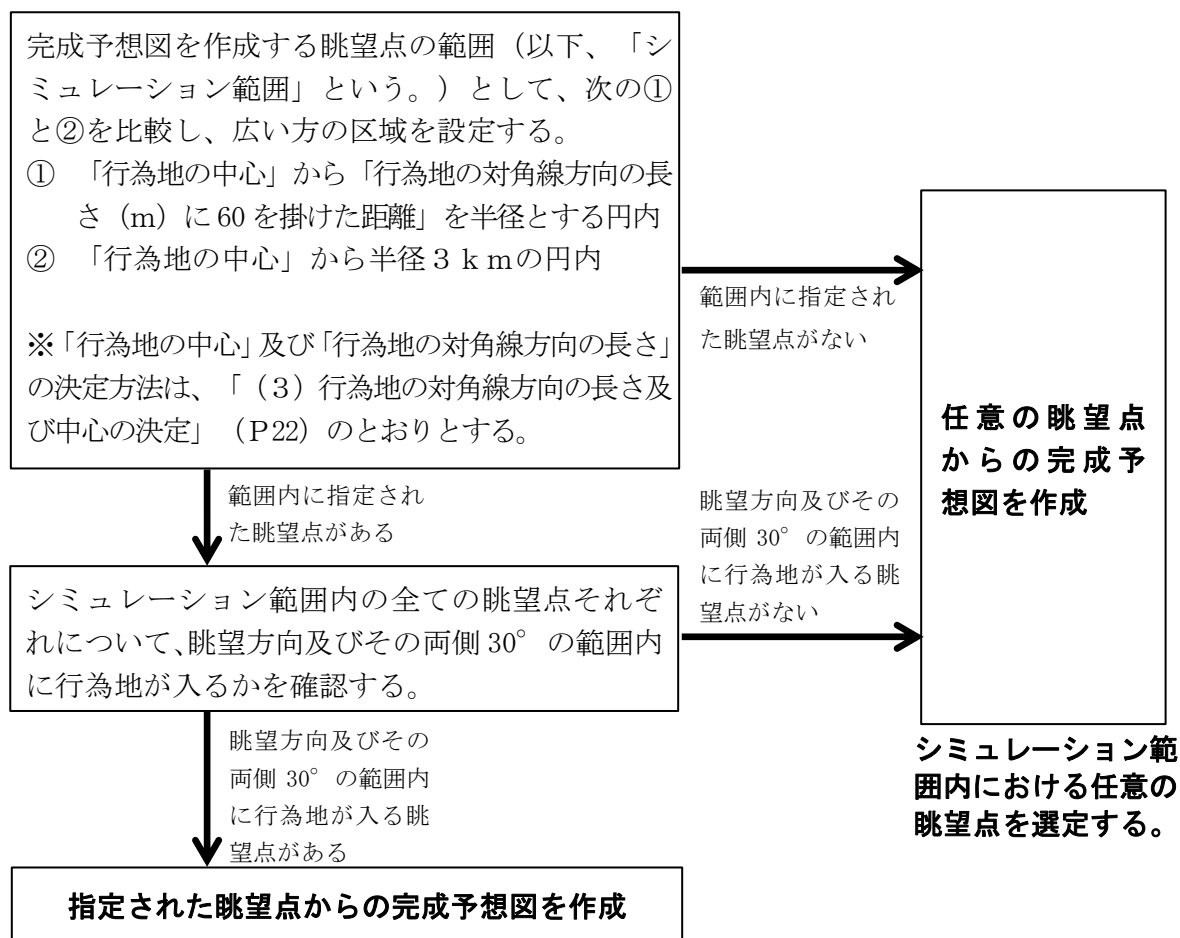 完成予想図を作成する眺望点の範囲（以下、「シ
ミュレーション範囲」という。）として、次の①
と②を比較し、広い方の区域を設定する。
① 「行為地の中心」から「行為地の対角線方向の長
さ（m）に60を掛けた距離」を半径とする円内
② 「行為地の中心」から半径３ｋｍの円内
※「行為地の中心」及び「行為地の対角線方向の長さ」
の決定方法は、「（３）行為地の対角線方向の長さ及
び中心の決定」（P22）のとおりとする。
範囲内に指定され
た眺望点がない
範囲内に指定され
た眺望点がある
シミュレーション範囲内の全ての眺望点それぞ
れについて、眺望方向及びその両側30°の範囲内
に行為地が入るかを確認する。
眺望方向及びその
両側 30°の範囲内
に行為地が入る眺
望点がない
任意の眺望点
からの完成予
想図を作成
シミュレーション範
囲内における任意の
眺望点を選定する。
眺望方向及びその
両側 30°の範囲内
に行為地が入る眺
望点がある
指定された眺望点からの完成予想図を作成